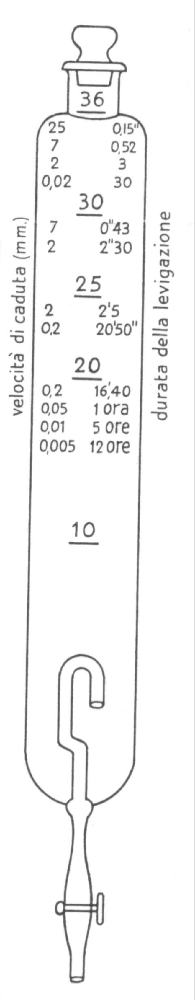 36
25 0,15"
7 0,52
2 3
0,02 30
30
7 0"43
2 2"30
25
2 2'5
0,2 20'50"
20
0,2 16',40
0,05 1 ora
0,01 5 ore
0,005 12 ore
10
velocità di caduta (mm.)
durata della levigazione